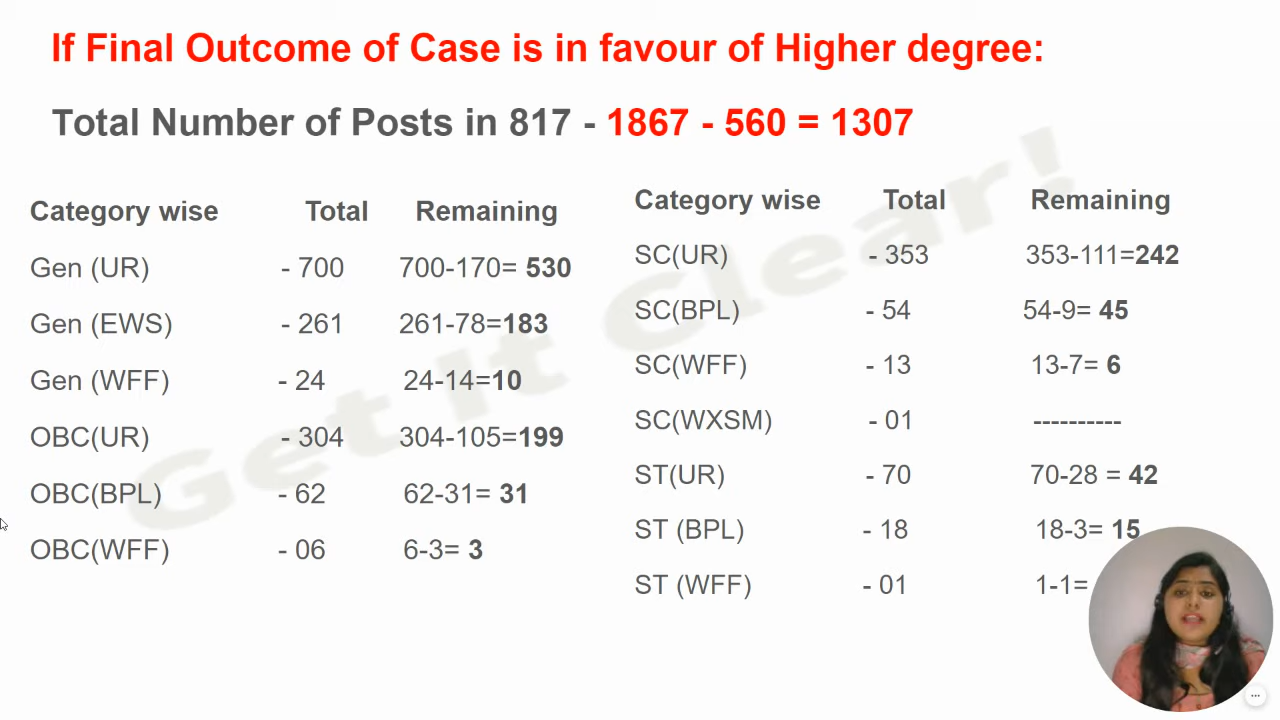 If Final Outcome of Case is in favour of Higher degree:
Total Number of Posts in 817 - 1867 - 560 = 1307
Category wise Total Remaining
Gen (UR) - 700 700-170= 530
Gen (EWS) - 261 261-78=183
Gen (WFF) - 24 24-14=10
OBC(UR) - 304 304-105=199
OBC(BPL) - 62 62-31= 31
OBC(WFF) - 06 6-3= 3
Category wise Total Remaining
SC(UR) - 353 353-111=242
SC(BPL) - 54 54-9= 45
SC(WFF) - 13 13-7= 6
SC(WXSM) - 01 ----------
ST(UR) - 70 70-28 = 42
ST (BPL) - 18 18-3= 15
ST (WFF) - 01 1-1=
Get It Clear!